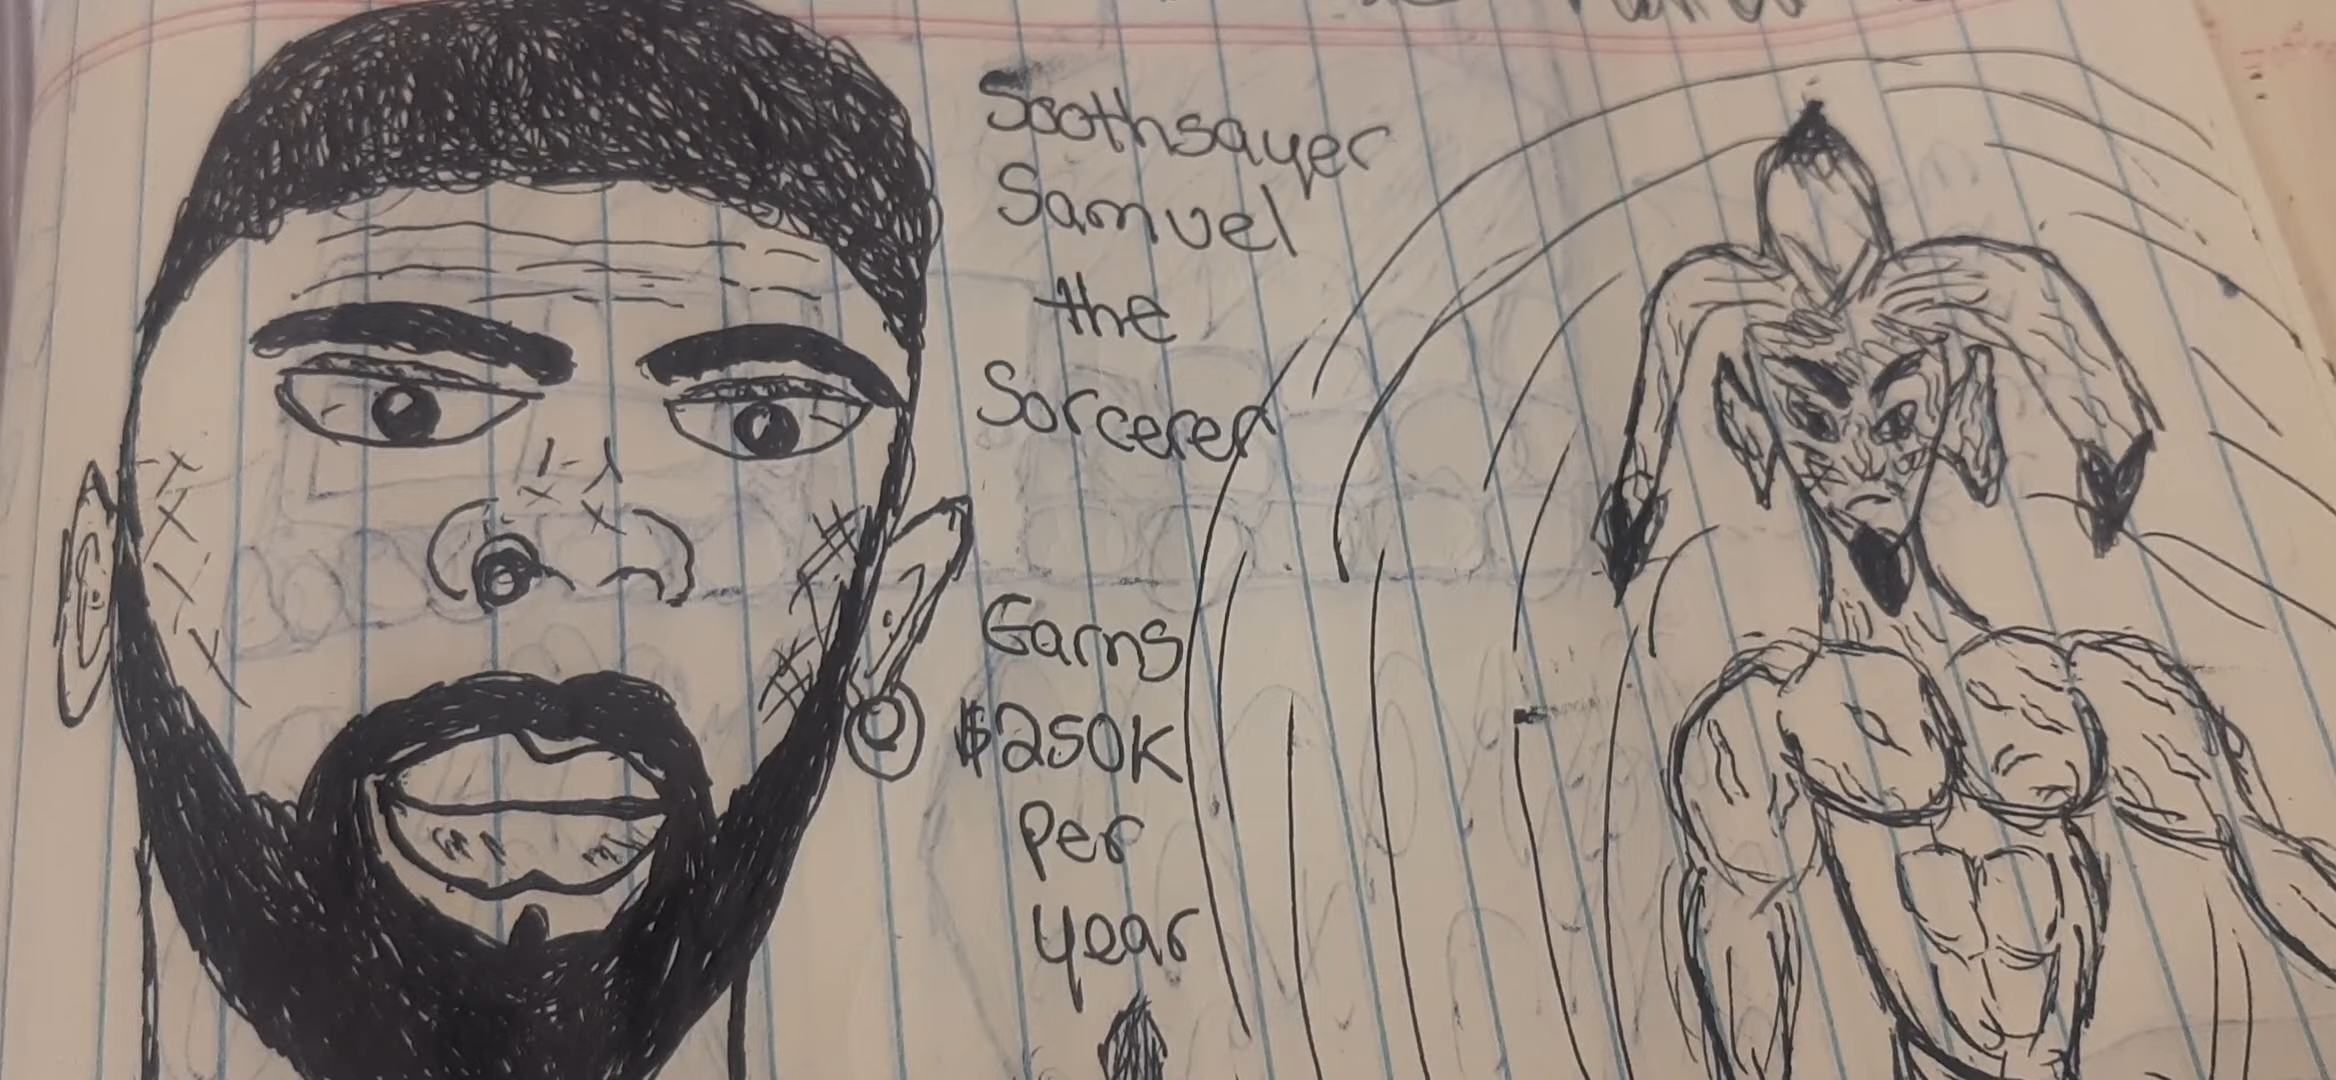 Soothsayer
Samuel
the
Sorcerer
Earns
$250K
Per
year